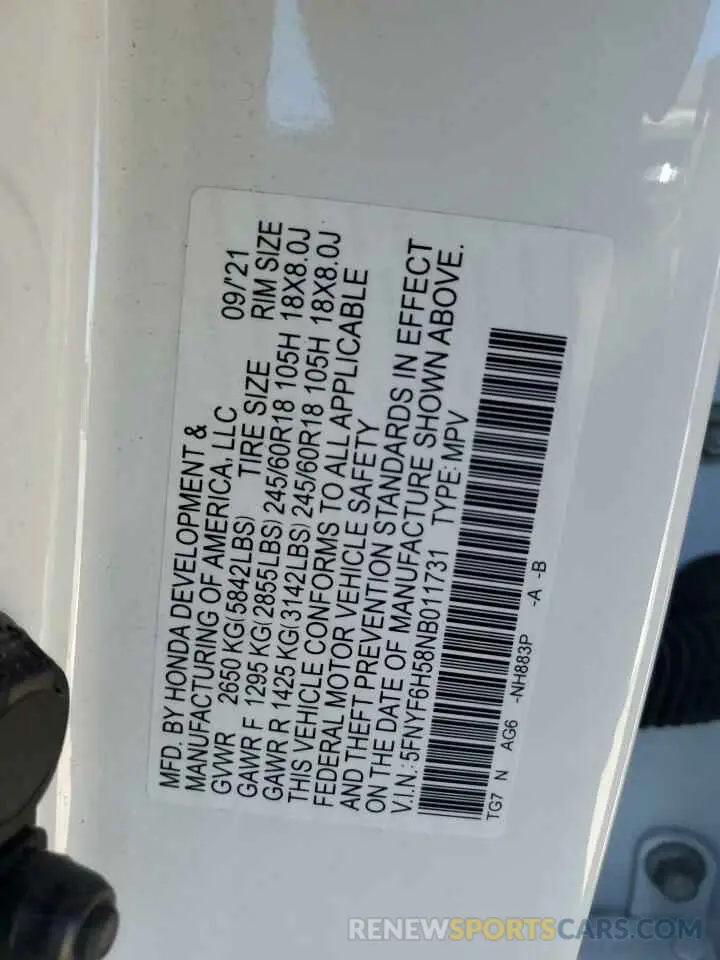 MFD. BY HONDA DEVELOPMENT &
MANUFACTURING OF AMERICA, LLC 09/'21
GVWR 2650 KG(5842LBS) TIRE SIZE RIM SIZE
GAWR F 1295 KG(2855LBS) 245/60R18 105H 18X8.0J
GAWR R 1425 KG(3142LBS) 245/60R18 105H 18X8.0J
THIS VEHICLE CONFORMS TO ALL APPLICABLE
FEDERAL MOTOR VEHICLE SAFETY
AND THEFT PREVENTION STANDARDS IN EFFECT
ON THE DATE OF MANUFACTURE SHOWN ABOVE.
V.I.N.: 5FNYF6H58NB011731 TYPE: MPV
TG7 N AG6 -NH883P -A -B
RENEWSPORTSCARS.COM